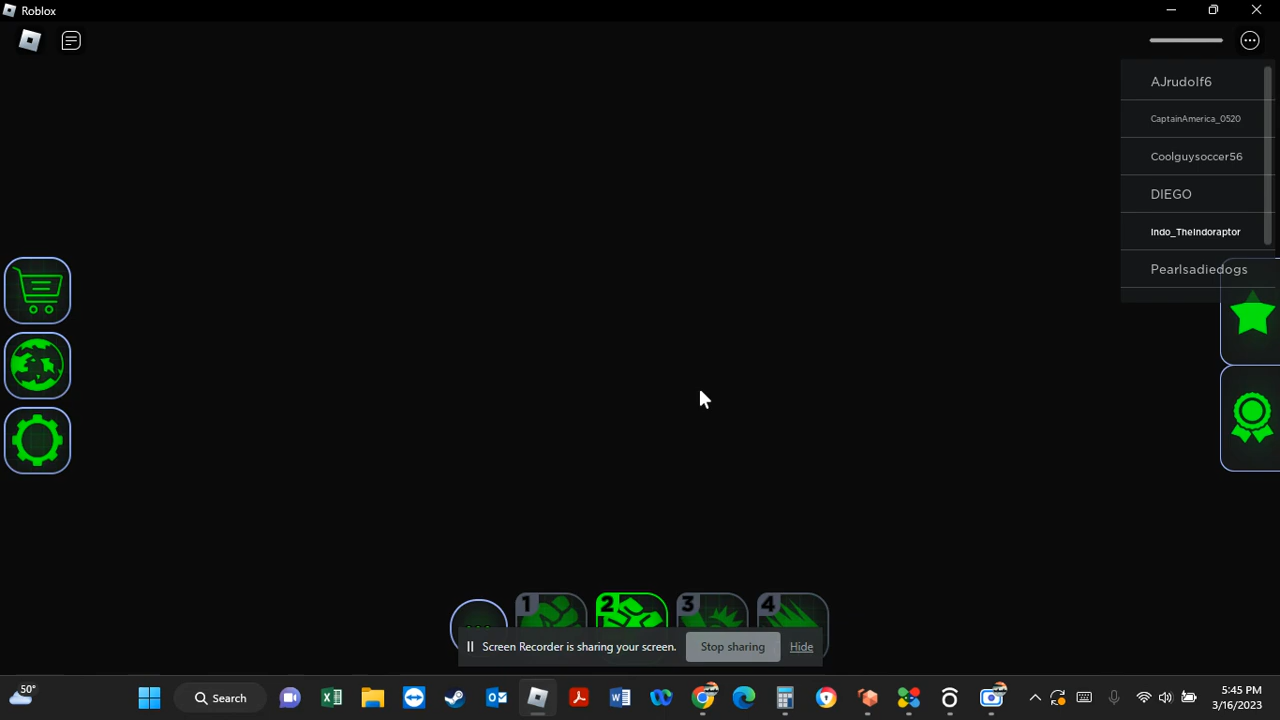 Roblox
AJrudolf6
CaptainAmerica_0520
Coolguysoccer56
DIEGO
Indo_TheIndoraptor
Pearlsadiedogs
1
2
3
4
Screen Recorder is sharing your screen.
Stop sharing
Hide
50°
Search
5:45 PM
3/16/2023